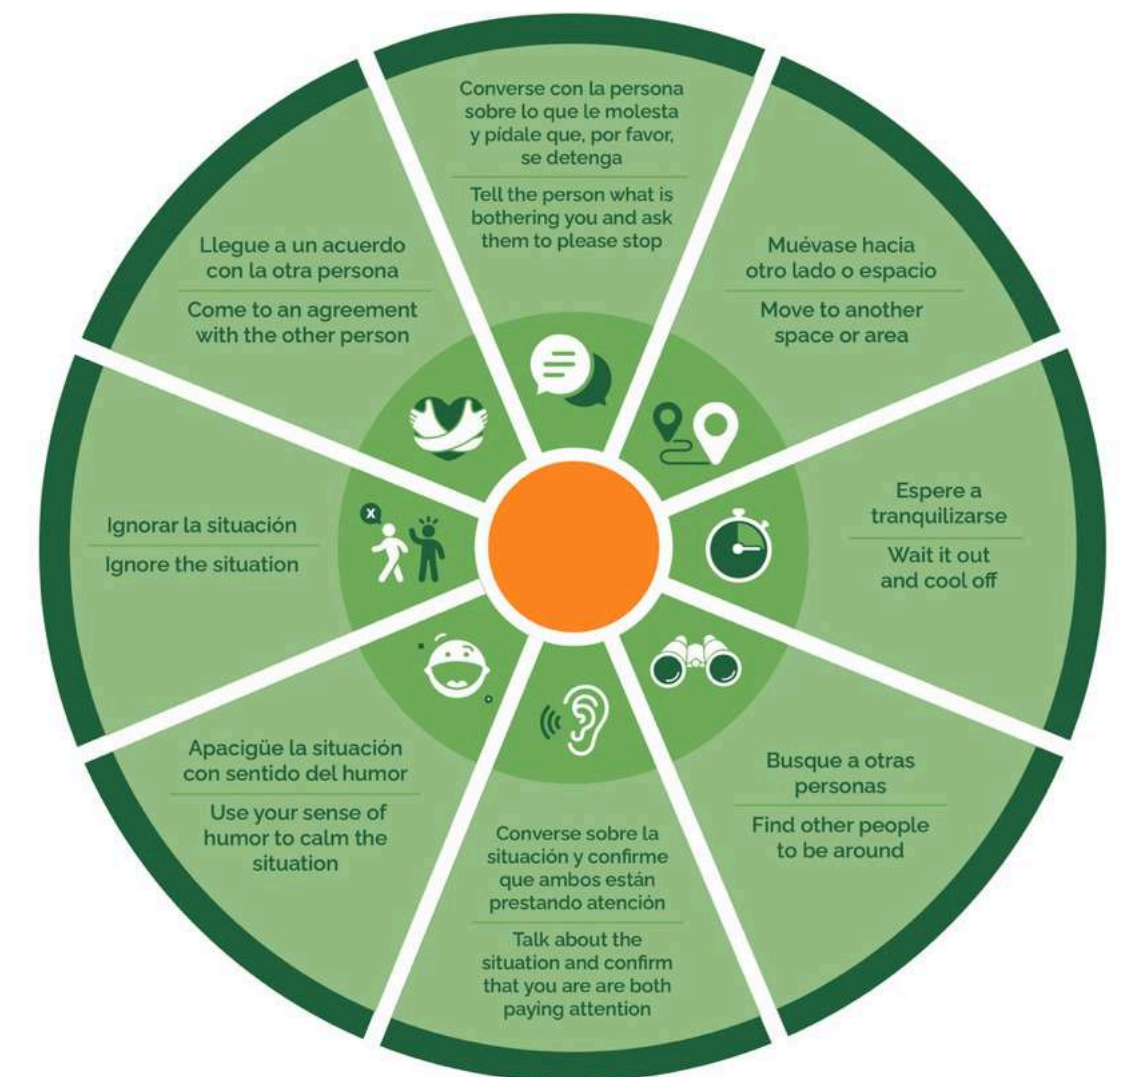 Converse con la persona
sobre lo que le molesta
y pídale que, por favor,
se detenga
Tell the person what is
bothering you and ask
them to please stop
Muévase hacia
otro lado o espacio
Move to another
space or area
Espere a
tranquilizarse
Wait it out
and cool off
Busque a otras
personas
Find other people
to be around
Converse sobre la
situación y confirme
que ambos están
prestando atención
Talk about the
situation and confirm
that you are are both
paying attention
Apacigüe la situación
con sentido del humor
Use your sense of
humor to calm the
situation
Ignorar la situación
Ignore the situation
X
Llegue a un acuerdo
con la otra persona
Come to an agreement
with the other person